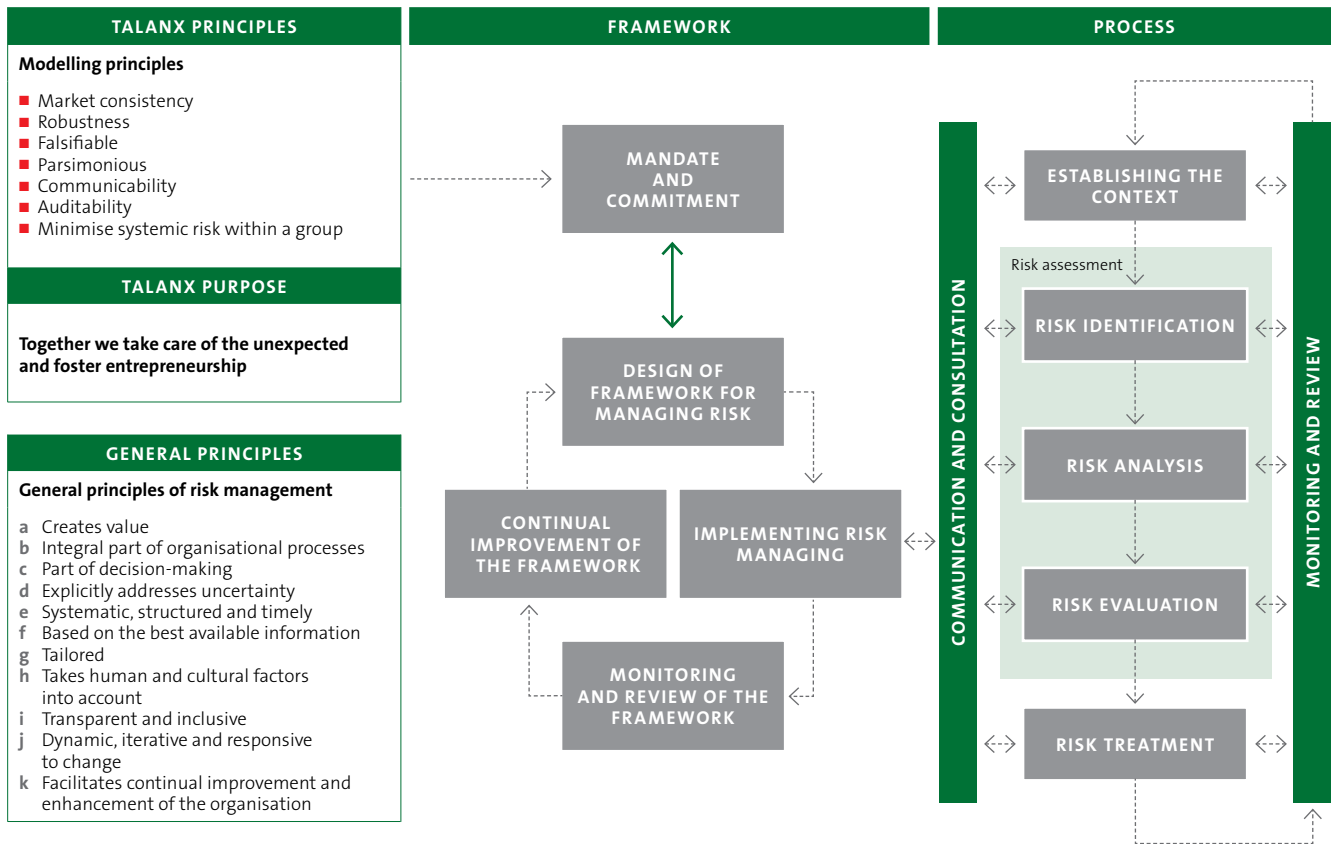 TALANX PRINCIPLES
Modelling principles
■ Market consistency
■ Robustness
■ Falsifiable
■ Parsimonious
■ Communicability
■ Auditability
■ Minimise systemic risk within a group
TALANX PURPOSE
Together we take care of the unexpected
and foster entrepreneurship
GENERAL PRINCIPLES
General principles of risk management
a Creates value
b Integral part of organisational processes
c Part of decision-making
d Explicitly addresses uncertainty
e Systematic, structured and timely
f Based on the best available information
g Tailored
h Takes human and cultural factors
into account
i Transparent and inclusive
j Dynamic, iterative and responsive
to change
k Facilitates continual improvement and
enhancement of the organisation
FRAMEWORK
MANDATE
AND
COMMITMENT
DESIGN OF
FRAMEWORK FOR
MANAGING RISK
CONTINUAL
IMPROVEMENT OF
THE FRAMEWORK
IMPLEMENTING RISK
MANAGING
MONITORING
AND REVIEW OF THE
FRAMEWORK
PROCESS
COMMUNICATION AND CONSULTATION
ESTABLISHING THE
CONTEXT
Risk assessment
RISK IDENTIFICATION
RISK ANALYSIS
RISK EVALUATION
RISK TREATMENT
MONITORING AND REVIEW